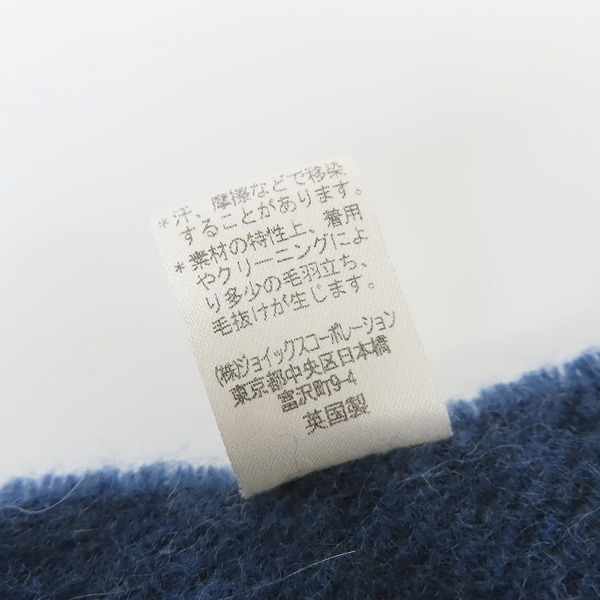 *汗、摩擦などで移染
することがあります。
*素材の特性上、着用
やクリーニングによ
り多少の毛羽立ち、
毛抜けが生じます。
(株)ジョイックスコーポレーション
東京都中央区日本橋
富沢町9-4
英国製